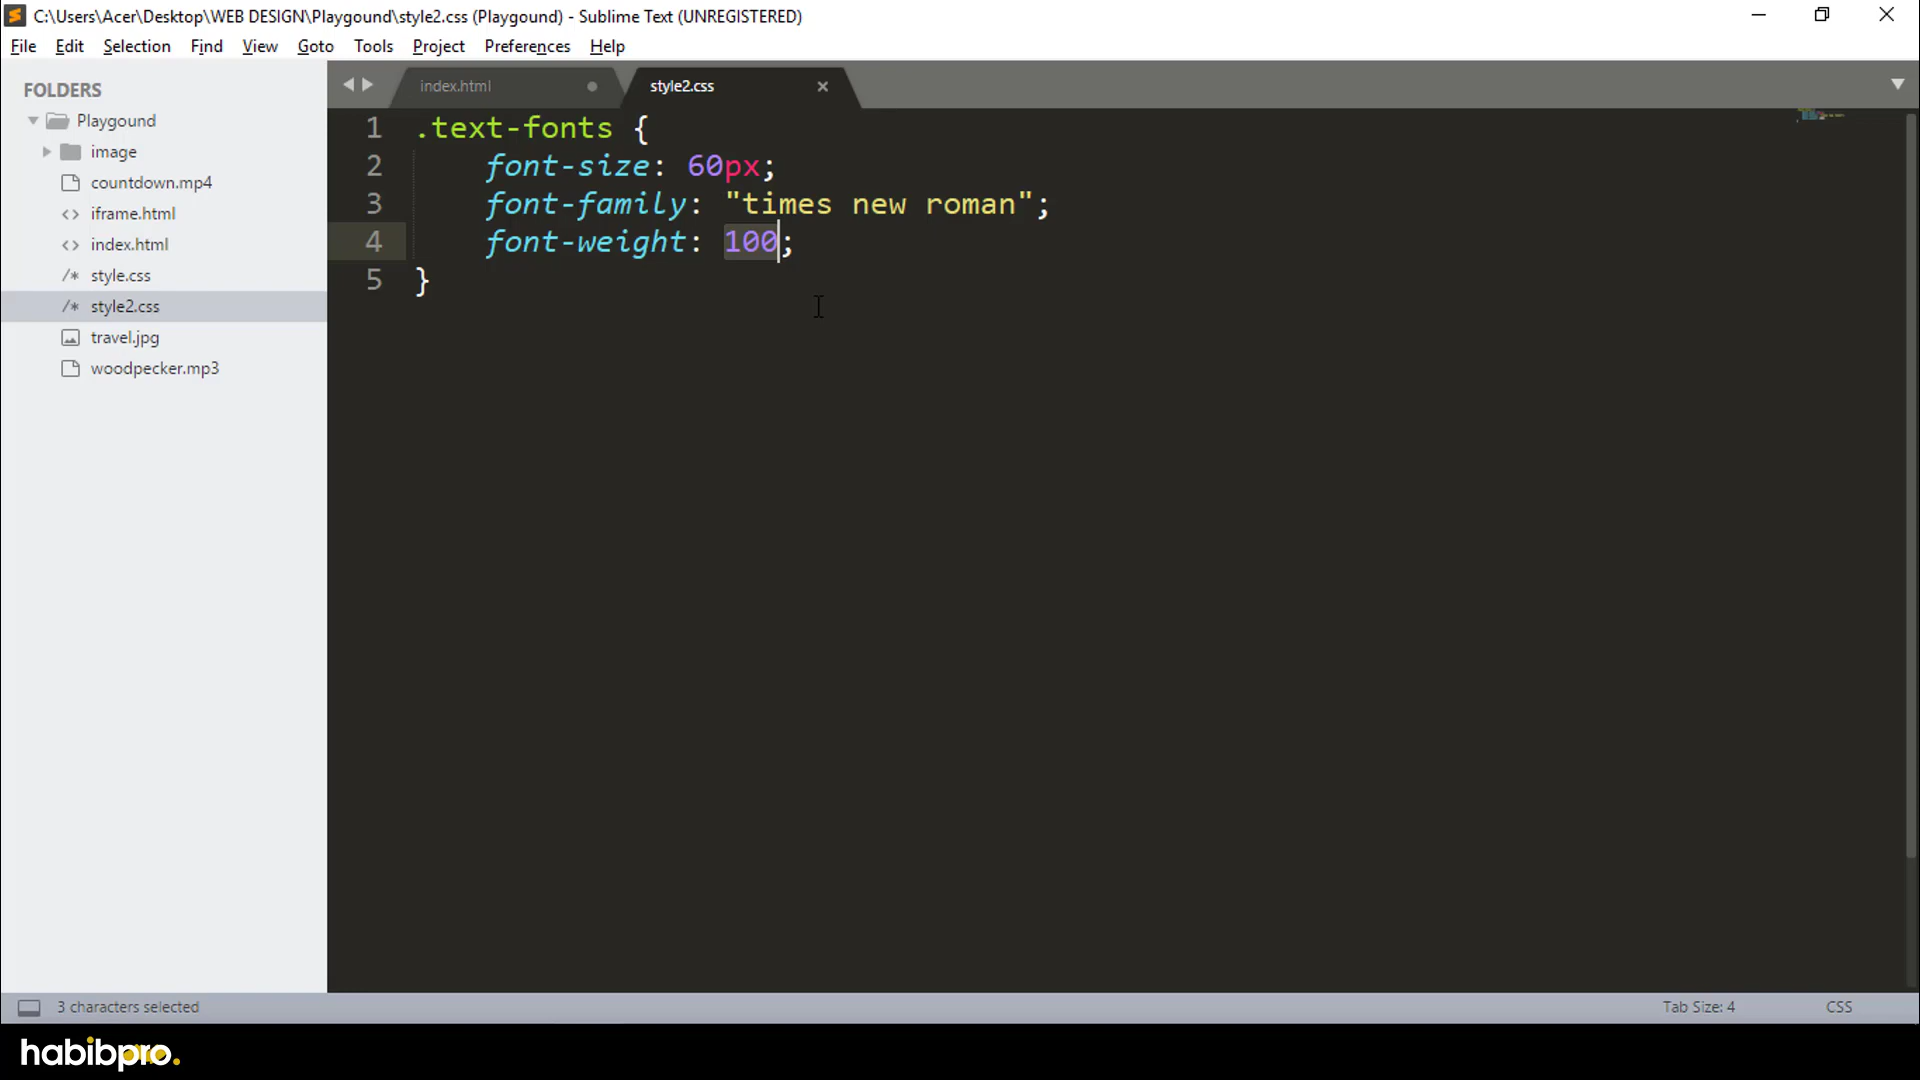 C:\Users\Acer\Desktop\WEB DESIGN\Playgound\style2.css (Playgound) - Sublime Text (UNREGISTERED)
File Edit Selection Find View Goto Tools Project Preferences Help
FOLDERS
Playgound
image
countdown.mp4
iframe.html
index.html
style.css
style2.css
travel.jpg
woodpecker.mp3
index.html style2.css
1 .text-fonts {
2 font-size: 60px;
3 font-family: "times new roman";
4 font-weight: 100;
5 }
3 characters selected Tab Size: 4 CSS
habibpro.